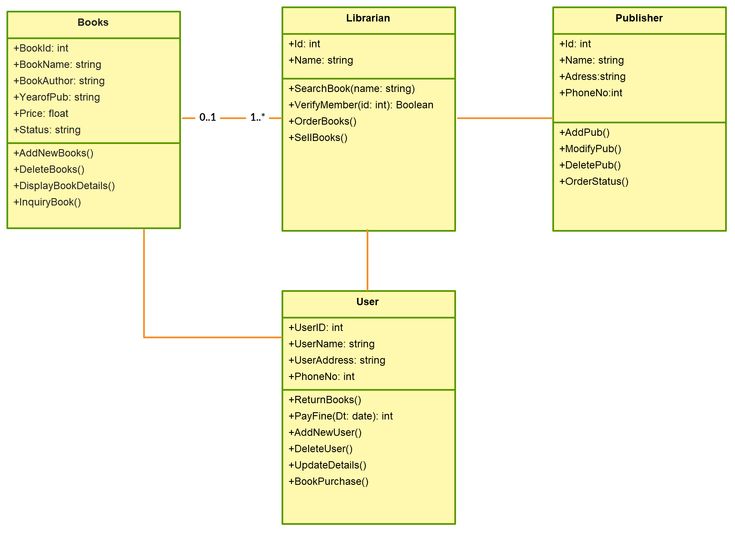 Books
+BookId: int
+BookName: string
+BookAuthor: string
+YearofPub: string
+Price: float
+Status: string
+AddNewBooks()
+DeleteBooks()
+DisplayBookDetails()
+InquiryBook()
0..1
1..*
Librarian
+Id: int
+Name: string
+SearchBook(name: string)
+VerifyMember(id: int): Boolean
+OrderBooks()
+SellBooks()
Publisher
+Id: int
+Name: string
+Adress:string
+PhoneNo:int
+AddPub()
+ModifyPub()
+DeletePub()
+OrderStatus()
User
+UserID: int
+UserName: string
+UserAddress: string
+PhoneNo: int
+ReturnBooks()
+PayFine(Dt: date): int
+AddNewUser()
+DeleteUser()
+UpdateDetails()
+BookPurchase()